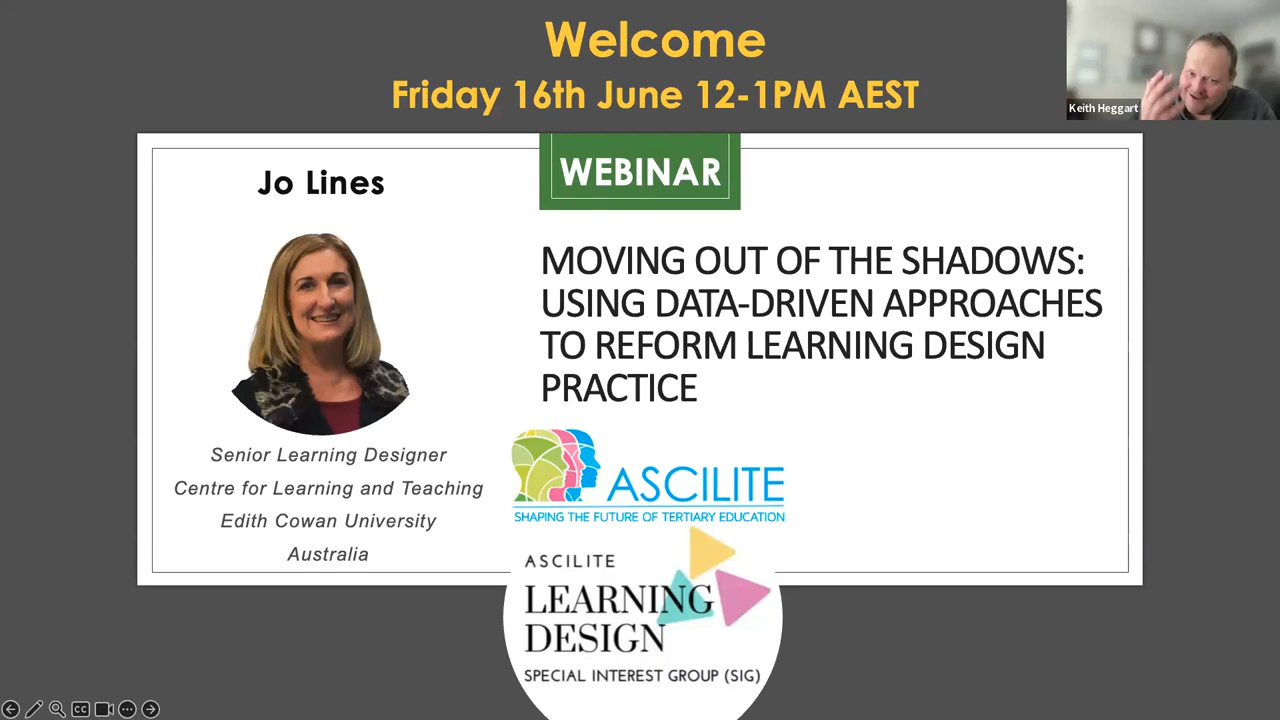 Welcome
Friday 16th June 12-1PM AEST
Keith Heggart
WEBINAR
Jo Lines
MOVING OUT OF THE SHADOWS:
USING DATA-DRIVEN APPROACHES
TO REFORM LEARNING DESIGN
PRACTICE
Senior Learning Designer
Centre for Learning and Teaching
Edith Cowan University
Australia
ASCILITE
SHAPING THE FUTURE OF TERTIARY EDUCATION
ASCILITE
LEARNING
DESIGN
SPECIAL INTEREST GROUP (SIG)
CC